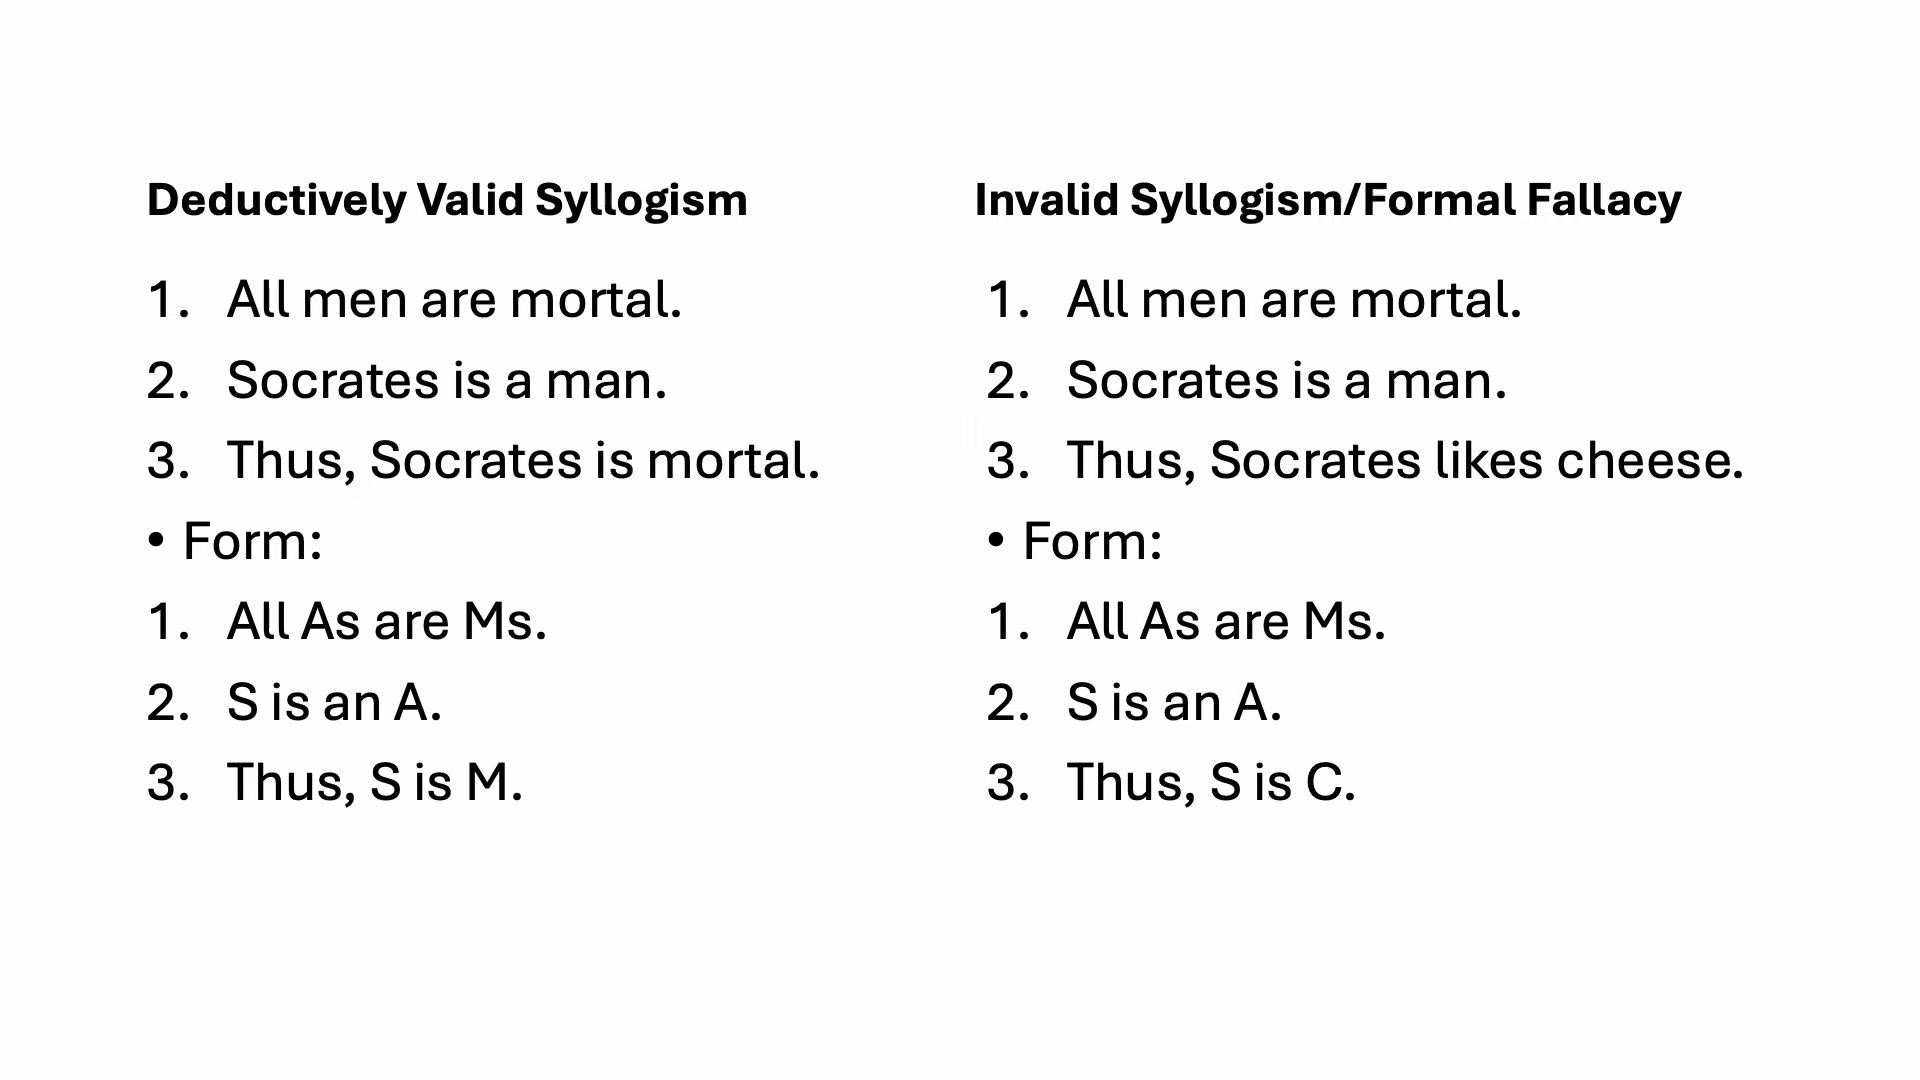 Deductively Valid Syllogism
1. All men are mortal.
2. Socrates is a man.
3. Thus, Socrates is mortal.
• Form:
1. All As are Ms.
2. S is an A.
3. Thus, S is M.
Invalid Syllogism/Formal Fallacy
1. All men are mortal.
2. Socrates is a man.
3. Thus, Socrates likes cheese.
• Form:
1. All As are Ms.
2. S is an A.
3. Thus, S is C.